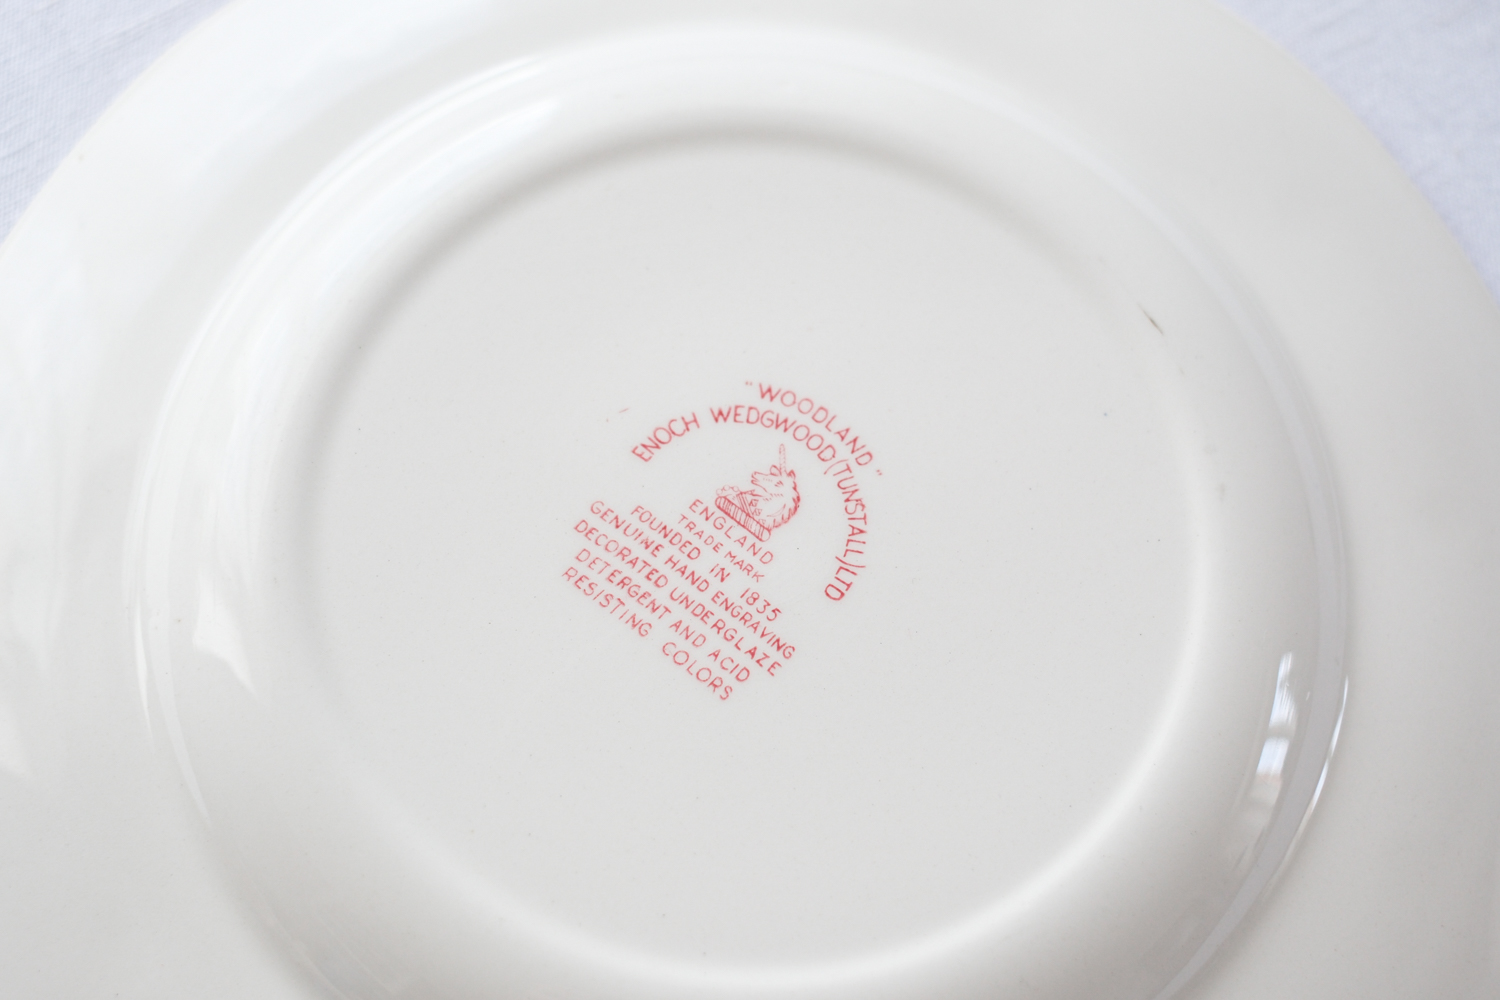 "WOODLAND"
ENOCH WEDGWOOD (TUNSTALL) LTD
ENGLAND
TRADE MARK
FOUNDED IN 1835
GENUINE HAND ENGRAVING
DECORATED UNDERGLAZE
DETERGENT AND ACID
RESISTING COLORS